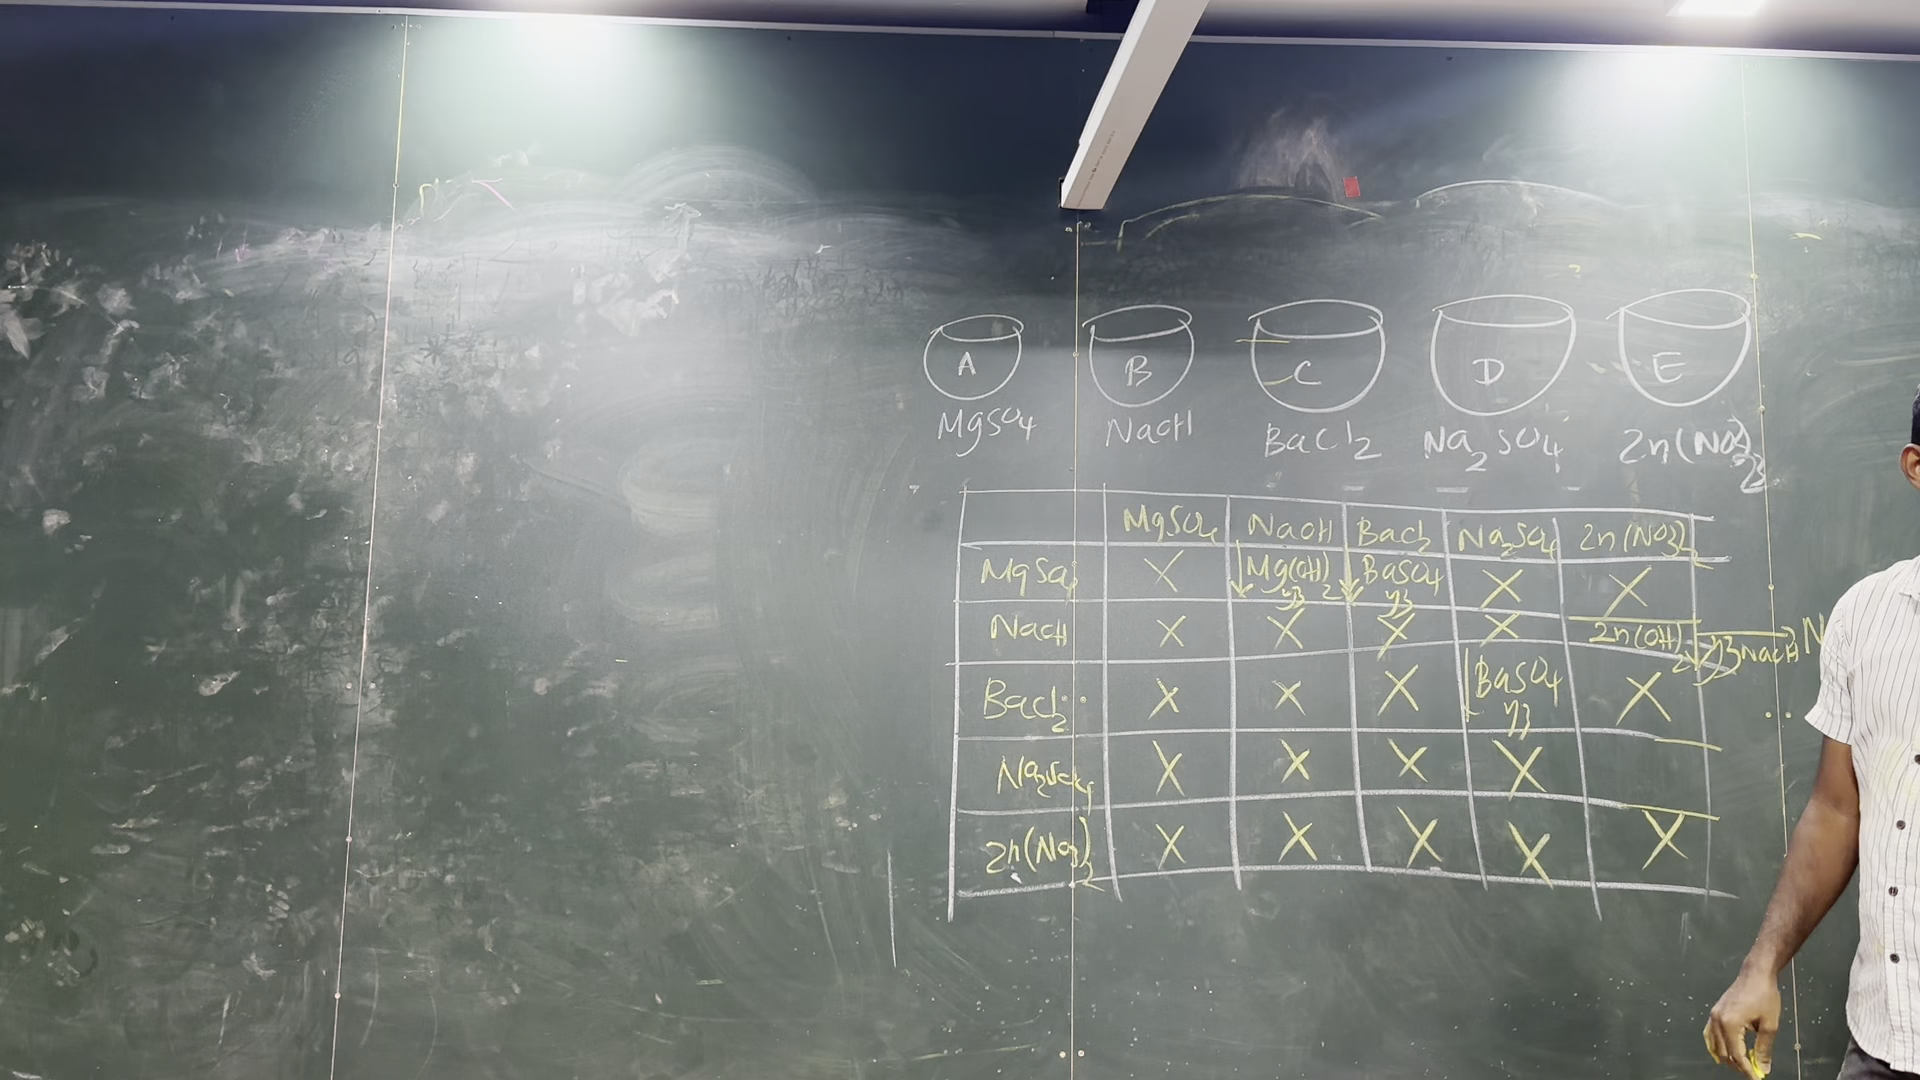 A B C D E
MgSO4 NaOH BaCl2 Na2SO4 Zn(NO3)2
MgSO4 NaOH BaCl2 Na2SO4 Zn(NO3)2
MgSO4 X ↓Mg(OH)2 ↓BaSO4 X X
NaOH X X X X Zn(OH)2↓ NaOH N
BaCl2 X X X ↓BaSO4 X
Na2SO4 X X X X
Zn(NO3)2 X X X X X